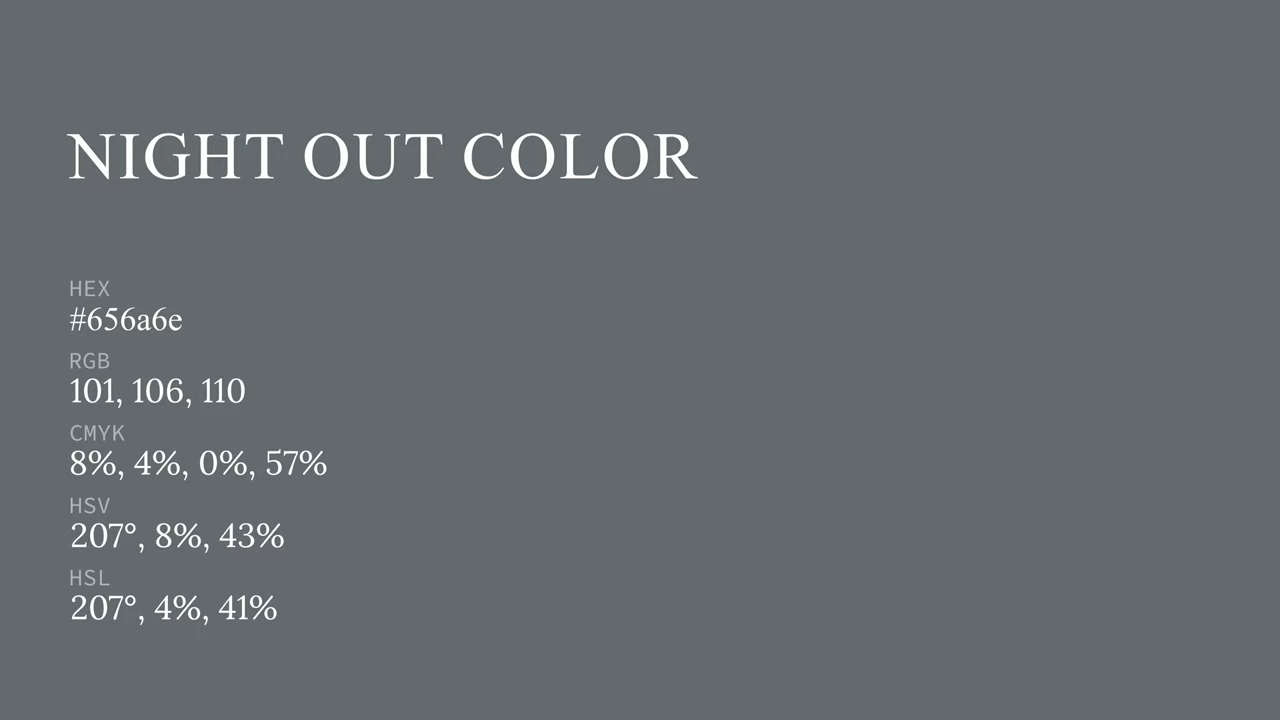 NIGHT OUT COLOR
HEX
#656a6e
RGB
101, 106, 110
CMYK
8%, 4%, 0%, 57%
HSV
207°, 8%, 43%
HSL
207°, 4%, 41%